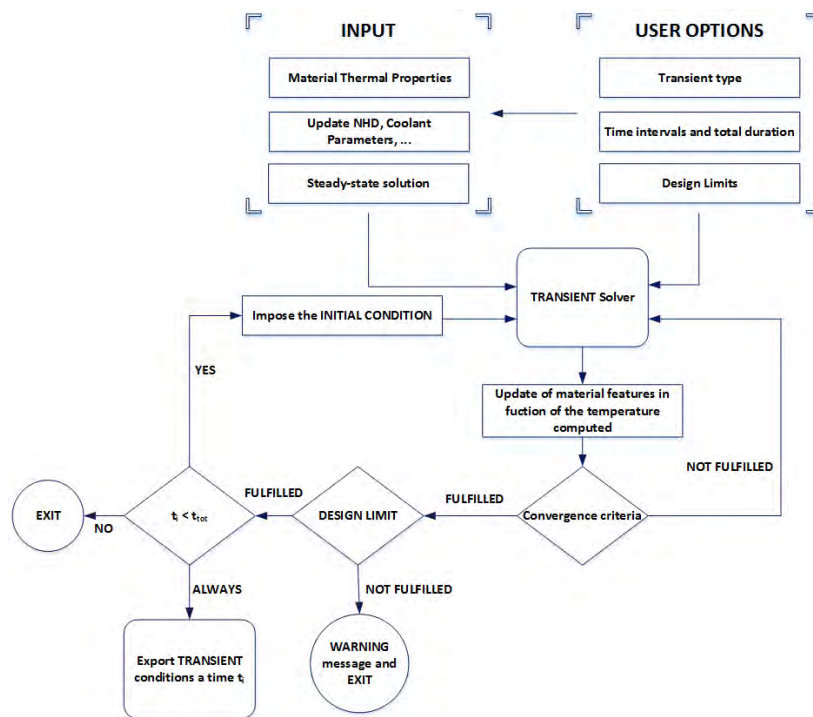 INPUT
USER OPTIONS
Material Thermal Properties
Transient type
Update NHD, Coolant
Parameters, ...
Time intervals and total duration
Steady-state solution
Design Limits
TRANSIENT Solver
Impose the INITIAL CONDITION
YES
Update of material features in
fuction of the temperature
computed
NOT FULFILLED
EXIT
NO
t_i < t_tot
FULFILLED
DESIGN LIMIT
FULFILLED
Convergence criteria
ALWAYS
NOT FULFILLED
Export TRANSIENT
conditions a time t_i
WARNING
message and
EXIT